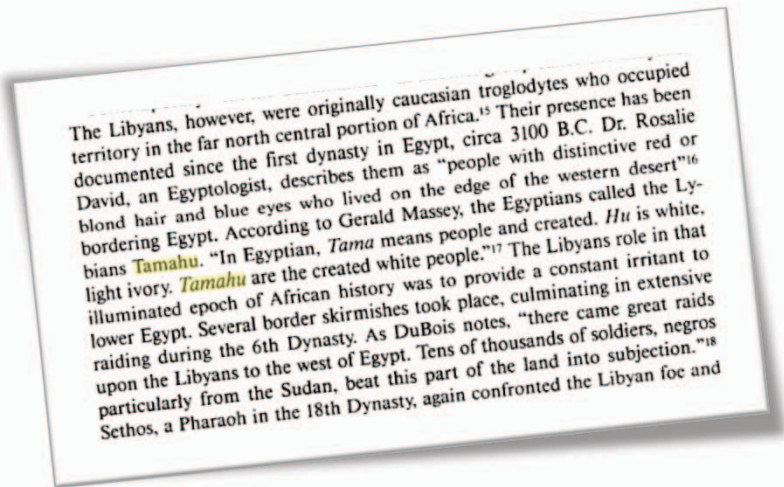 The Libyans, however, were originally caucasian troglodytes who occupied
territory in the far north central portion of Africa.¹⁵ Their presence has been
documented since the first dynasty in Egypt, circa 3100 B.C. Dr. Rosalie
David, an Egyptologist, describes them as “people with distinctive red or
blond hair and blue eyes who lived on the edge of the western desert”¹⁶
bordering Egypt. According to Gerald Massey, the Egyptians called the Ly-
bians Tamahu. “In Egyptian, Tama means people and created. Hu is white,
light ivory. Tamahu are the created white people.”¹⁷ The Libyans role in that
illuminated epoch of African history was to provide a constant irritant to
lower Egypt. Several border skirmishes took place, culminating in extensive
raiding during the 6th Dynasty. As DuBois notes, “there came great raids
upon the Libyans to the west of Egypt. Tens of thousands of soldiers, negros
particularly from the Sudan, beat this part of the land into subjection.”¹⁸
Sethos, a Pharaoh in the 18th Dynasty, again confronted the Libyan foe and